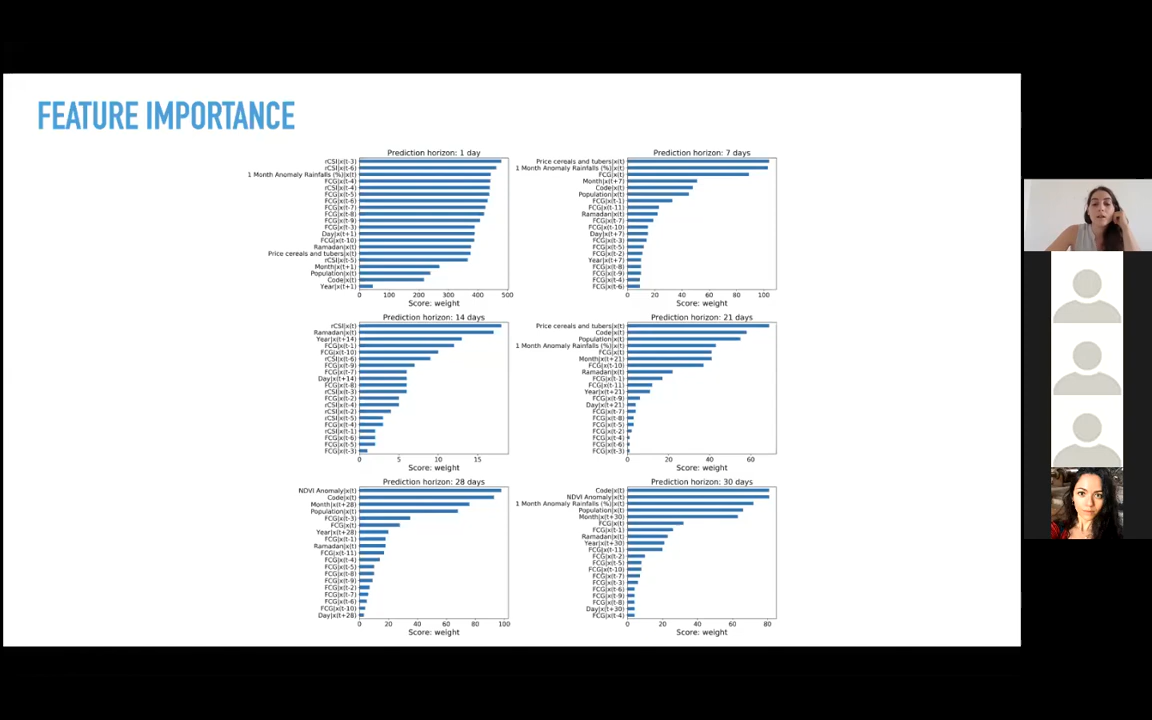 FEATURE IMPORTANCE
Prediction horizon: 1 day
rCSI|x(t-3)
rCSI|x(t-6)
1 Month Anomaly Rainfalls (%)|x(t)
FCG|x(t-4)
rCSI|x(t-4)
FCG|x(t-5)
FCG|x(t-6)
FCG|x(t-7)
FCG|x(t-8)
FCG|x(t-9)
FCG|x(t-3)
Day|x(t+1)
FCG|x(t-10)
Ramadan|x(t)
Price cereals and tubers|x(t)
rCSI|x(t-5)
Month|x(t+1)
Population|x(t)
Code|x(t)
Year|x(t+1)
0 100 200 300 400 500
Score: weight
Prediction horizon: 7 days
Price cereals and tubers|x(t)
1 Month Anomaly Rainfalls (%)|x(t)
FCG|x(t)
Month|x(t+7)
Code|x(t)
Population|x(t)
FCG|x(t-1)
FCG|x(t-11)
Ramadan|x(t)
FCG|x(t-7)
FCG|x(t-10)
Day|x(t+7)
FCG|x(t-3)
FCG|x(t-5)
FCG|x(t-2)
Year|x(t+7)
FCG|x(t-8)
FCG|x(t-9)
FCG|x(t-4)
FCG|x(t-6)
0 20 40 60 80 100
Score: weight
Prediction horizon: 14 days
rCSI|x(t)
Ramadan|x(t)
Year|x(t+14)
FCG|x(t-1)
FCG|x(t-10)
rCSI|x(t-6)
FCG|x(t-9)
FCG|x(t-7)
Day|x(t+14)
FCG|x(t-8)
rCSI|x(t-3)
FCG|x(t-2)
rCSI|x(t-4)
rCSI|x(t-2)
rCSI|x(t-5)
FCG|x(t-4)
rCSI|x(t-1)
FCG|x(t-6)
FCG|x(t-5)
FCG|x(t-3)
0 5 10 15
Score: weight
Prediction horizon: 21 days
Price cereals and tubers|x(t)
Code|x(t)
Population|x(t)
1 Month Anomaly Rainfalls (%)|x(t)
FCG|x(t)
Month|x(t+21)
FCG|x(t-10)
Ramadan|x(t)
FCG|x(t-1)
FCG|x(t-11)
Year|x(t+21)
FCG|x(t-9)
Day|x(t+21)
FCG|x(t-7)
FCG|x(t-8)
FCG|x(t-5)
FCG|x(t-2)
FCG|x(t-4)
FCG|x(t-6)
FCG|x(t-3)
0 20 40 60
Score: weight
Prediction horizon: 28 days
NDVI Anomaly|x(t)
Code|x(t)
Month|x(t+28)
Population|x(t)
FCG|x(t-3)
FCG|x(t)
Year|x(t+28)
FCG|x(t-1)
Ramadan|x(t)
FCG|x(t-11)
FCG|x(t-4)
FCG|x(t-5)
FCG|x(t-8)
FCG|x(t-9)
FCG|x(t-2)
FCG|x(t-7)
FCG|x(t-6)
FCG|x(t-10)
Day|x(t+28)
0 20 40 60 80 100
Score: weight
Prediction horizon: 30 days
Code|x(t)
NDVI Anomaly|x(t)
1 Month Anomaly Rainfalls (%)|x(t)
Population|x(t)
Month|x(t+30)
FCG|x(t)
FCG|x(t-1)
Ramadan|x(t)
Year|x(t+30)
FCG|x(t-11)
FCG|x(t-2)
FCG|x(t-5)
FCG|x(t-10)
FCG|x(t-7)
FCG|x(t-3)
FCG|x(t-6)
FCG|x(t-9)
FCG|x(t-8)
Day|x(t+30)
FCG|x(t-4)
0 20 40 60 80
Score: weight